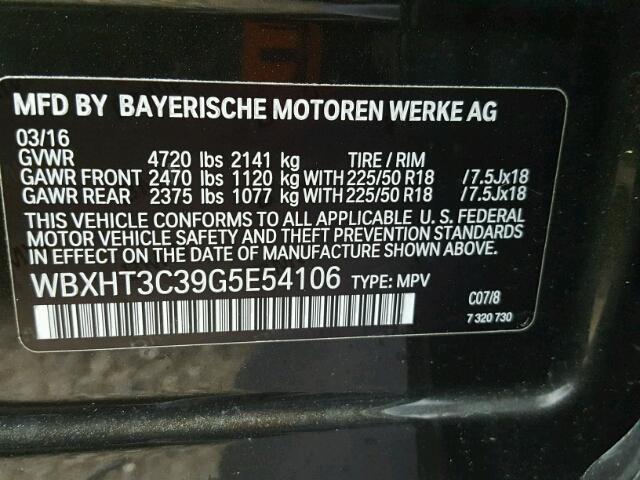 MFD BY BAYERISCHE MOTOREN WERKE AG
03/16
GVWR 4720 lbs 2141 kg TIRE / RIM
GAWR FRONT 2470 lbs 1120 kg WITH 225/50 R18 /7.5Jx18
GAWR REAR 2375 lbs 1077 kg WITH 225/50 R18 /7.5Jx18
THIS VEHICLE CONFORMS TO ALL APPLICABLE U. S. FEDERAL
MOTOR VEHICLE SAFETY AND THEFT PREVENTION STANDARDS
IN EFFECT ON THE DATE OF MANUFACTURE SHOWN ABOVE.
WBXHT3C39G5E54106 TYPE: MPV
C07/8
7 320 730